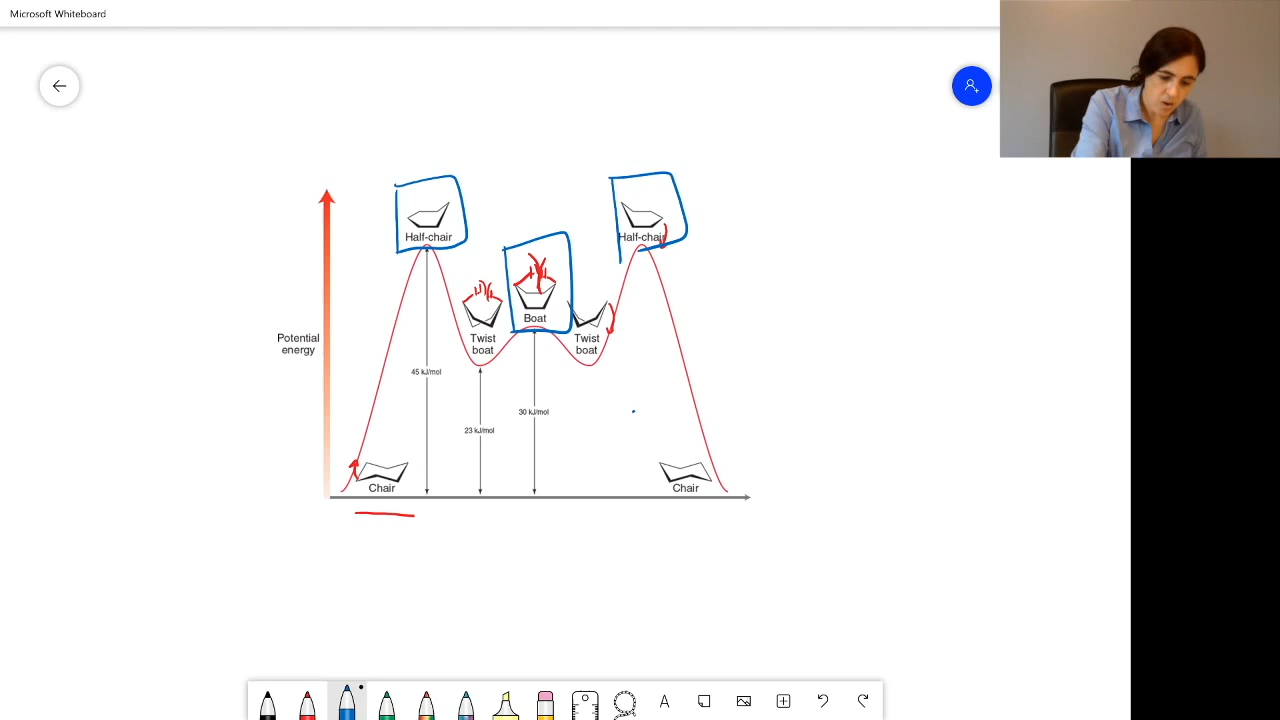 Microsoft Whiteboard
Half-chair
Half-chair
Boat
Twist
boat
Twist
boat
Potential
energy
45 kJ/mol
30 kJ/mol
23 kJ/mol
Chair
Chair
A